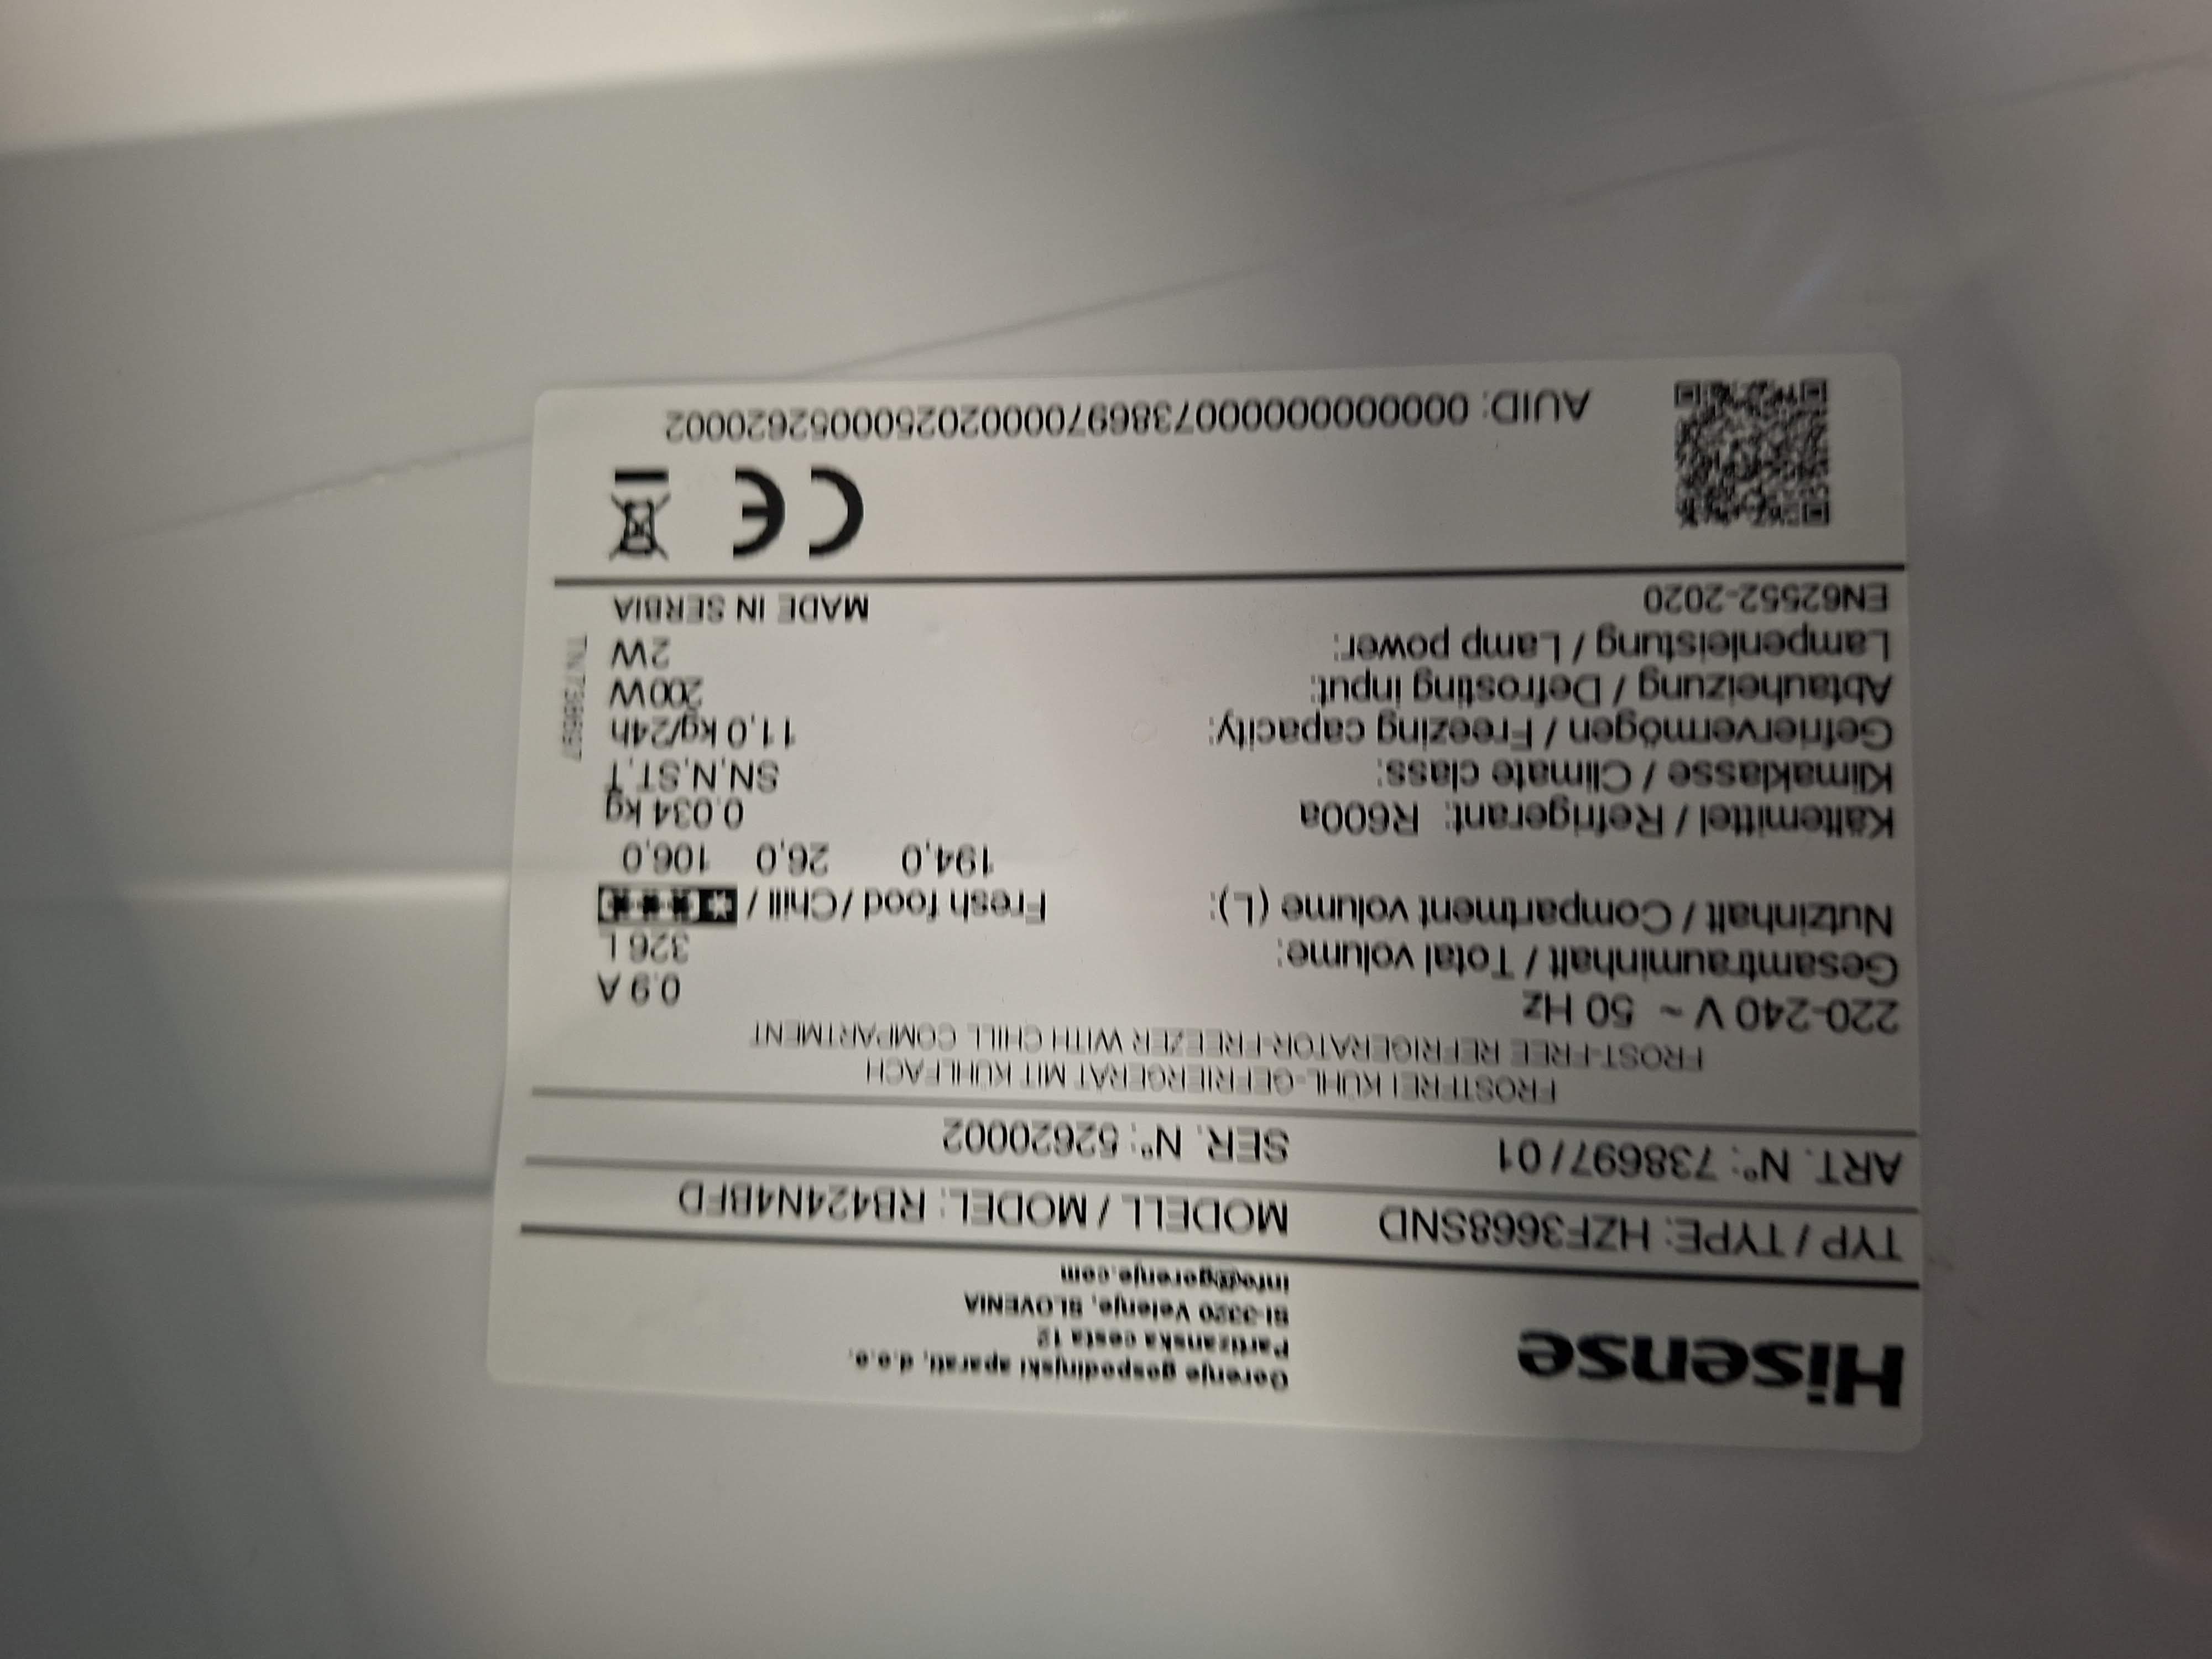 Hisense
Gorenje gospodinjski aparati, d.o.o.
Partizanska cesta 12
SI-3320 Velenje, SLOVENIA
info@gorenje.com
TYP / TYPE: HZF3668SND MODELL / MODEL: RB424N4BFD
ART. N°: 738697/01 SER. N°: 52620002
FROSTFREI KÜHL-GEFRIERGERÄT MIT KÜHLFACH
FROST-FREE REFRIGERATOR-FREEZER WITH CHILL COMPARTMENT
220-240 V ~ 50 Hz 0.9 A
Gesamtrauminhalt / Total volume: 326 L
Nutzinhalt / Compartment volume (L): Fresh food / Chill /
194,0 26,0 106,0
Kältemittel / Refrigerant: R600a 0.034 kg
Klimaklasse / Climate class: SN,N,ST,T
Gefriervermögen / Freezing capacity: 11,0 kg/24h
Abtauheizung / Defrosting input: 200W
Lampenleistung / Lamp power: 2W
EN62552-2020 MADE IN SERBIA
TN738697
CE
AUID: 0000000000007386970000202500052620002